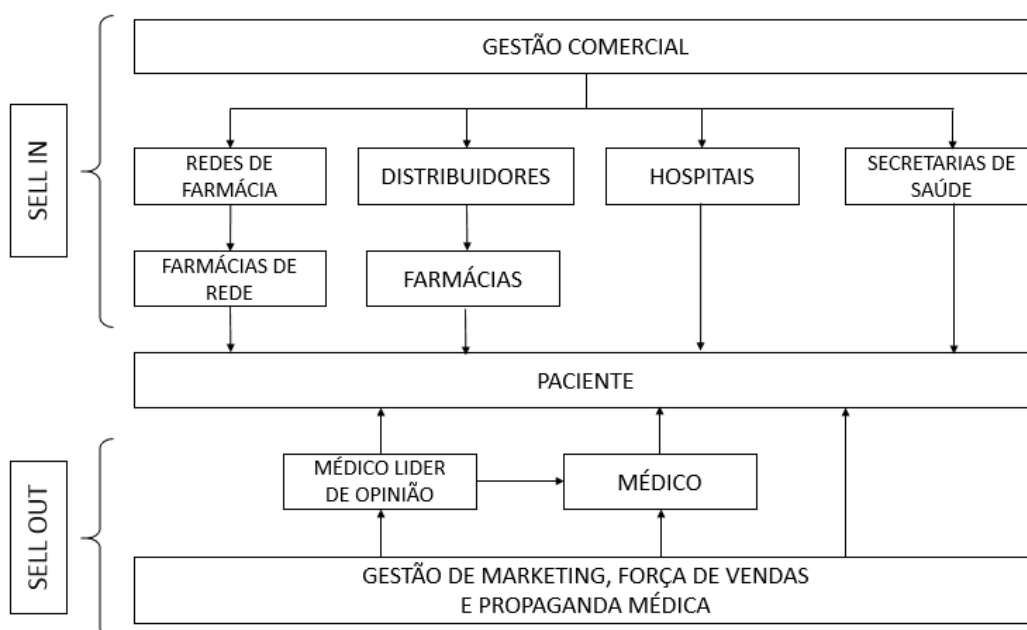 GESTÃO COMERCIAL
SELL IN
REDES DE
FARMÁCIA
DISTRIBUIDORES
HOSPITAIS
SECRETARIAS DE
SAÚDE
FARMÁCIAS DE
REDE
FARMÁCIAS
PACIENTE
SELL OUT
MÉDICO LIDER
DE OPINIÃO
MÉDICO
GESTÃO DE MARKETING, FORÇA DE VENDAS
E PROPAGANDA MÉDICA